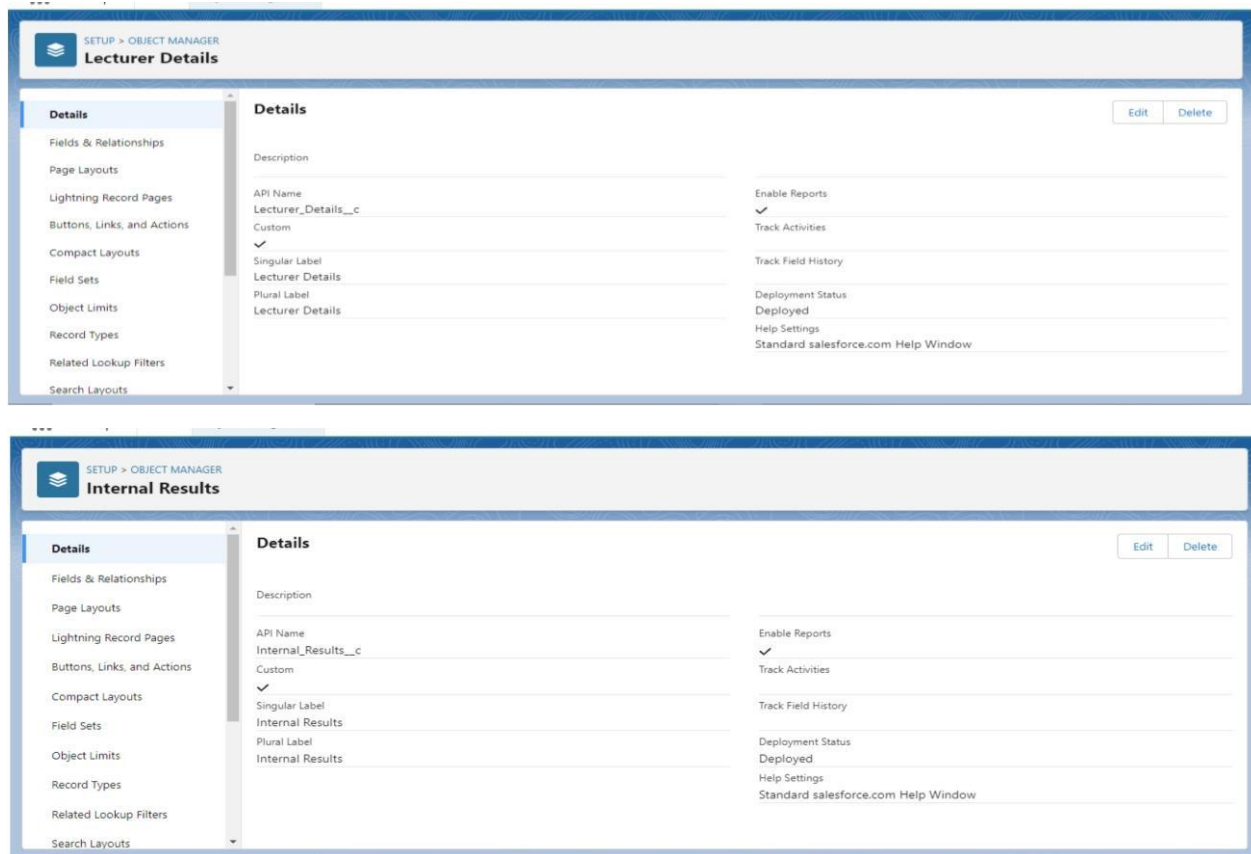 SETUP > OBJECT MANAGER
Lecturer Details
Details
Fields & Relationships
Page Layouts
Lightning Record Pages
Buttons, Links, and Actions
Compact Layouts
Field Sets
Object Limits
Record Types
Related Lookup Filters
Search Layouts
Details
Edit Delete
Description
API Name
Lecturer_Details__c
Custom
Singular Label
Lecturer Details
Plural Label
Lecturer Details
Enable Reports
Track Activities
Track Field History
Deployment Status
Deployed
Help Settings
Standard salesforce.com Help Window
SETUP > OBJECT MANAGER
Internal Results
Details
Fields & Relationships
Page Layouts
Lightning Record Pages
Buttons, Links, and Actions
Compact Layouts
Field Sets
Object Limits
Record Types
Related Lookup Filters
Search Layouts
Details
Edit Delete
Description
API Name
Internal_Results__c
Custom
Singular Label
Internal Results
Plural Label
Internal Results
Enable Reports
Track Activities
Track Field History
Deployment Status
Deployed
Help Settings
Standard salesforce.com Help Window